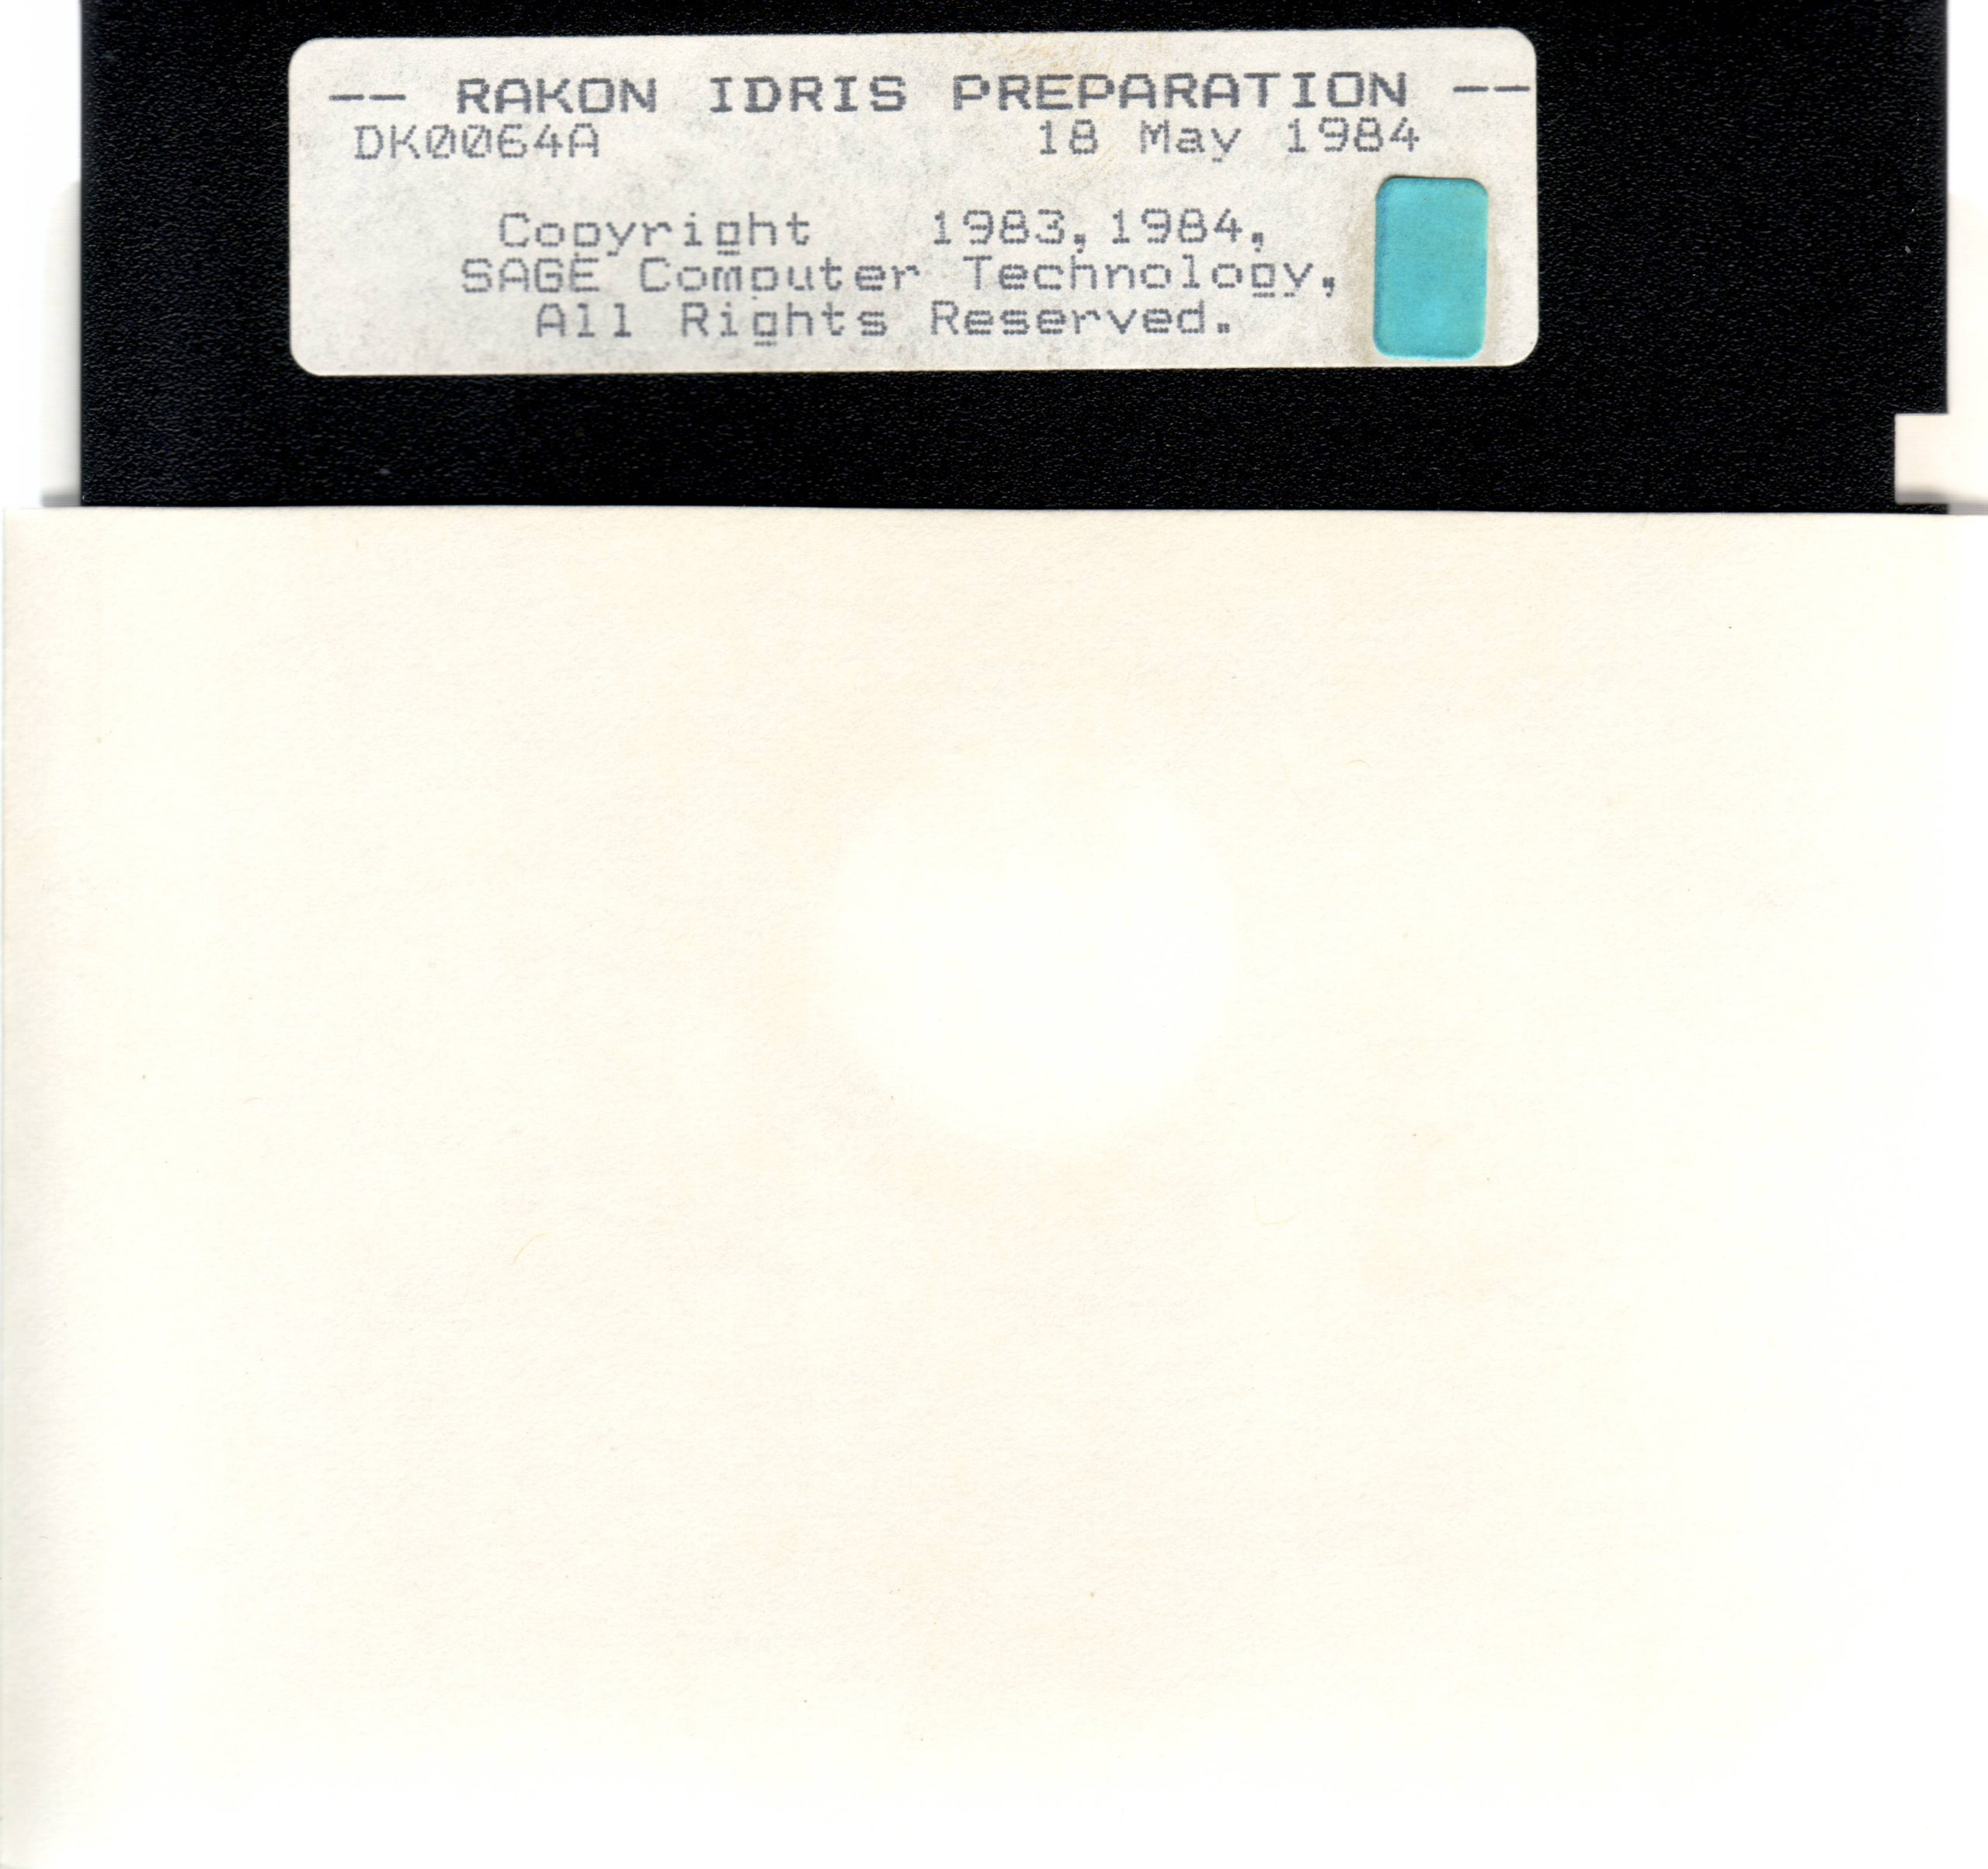 -- RAKON IDRIS PREPARATION --
DK0064A 18 May 1984
Copyright 1983,1984,
SAGE Computer Technology,
All Rights Reserved.